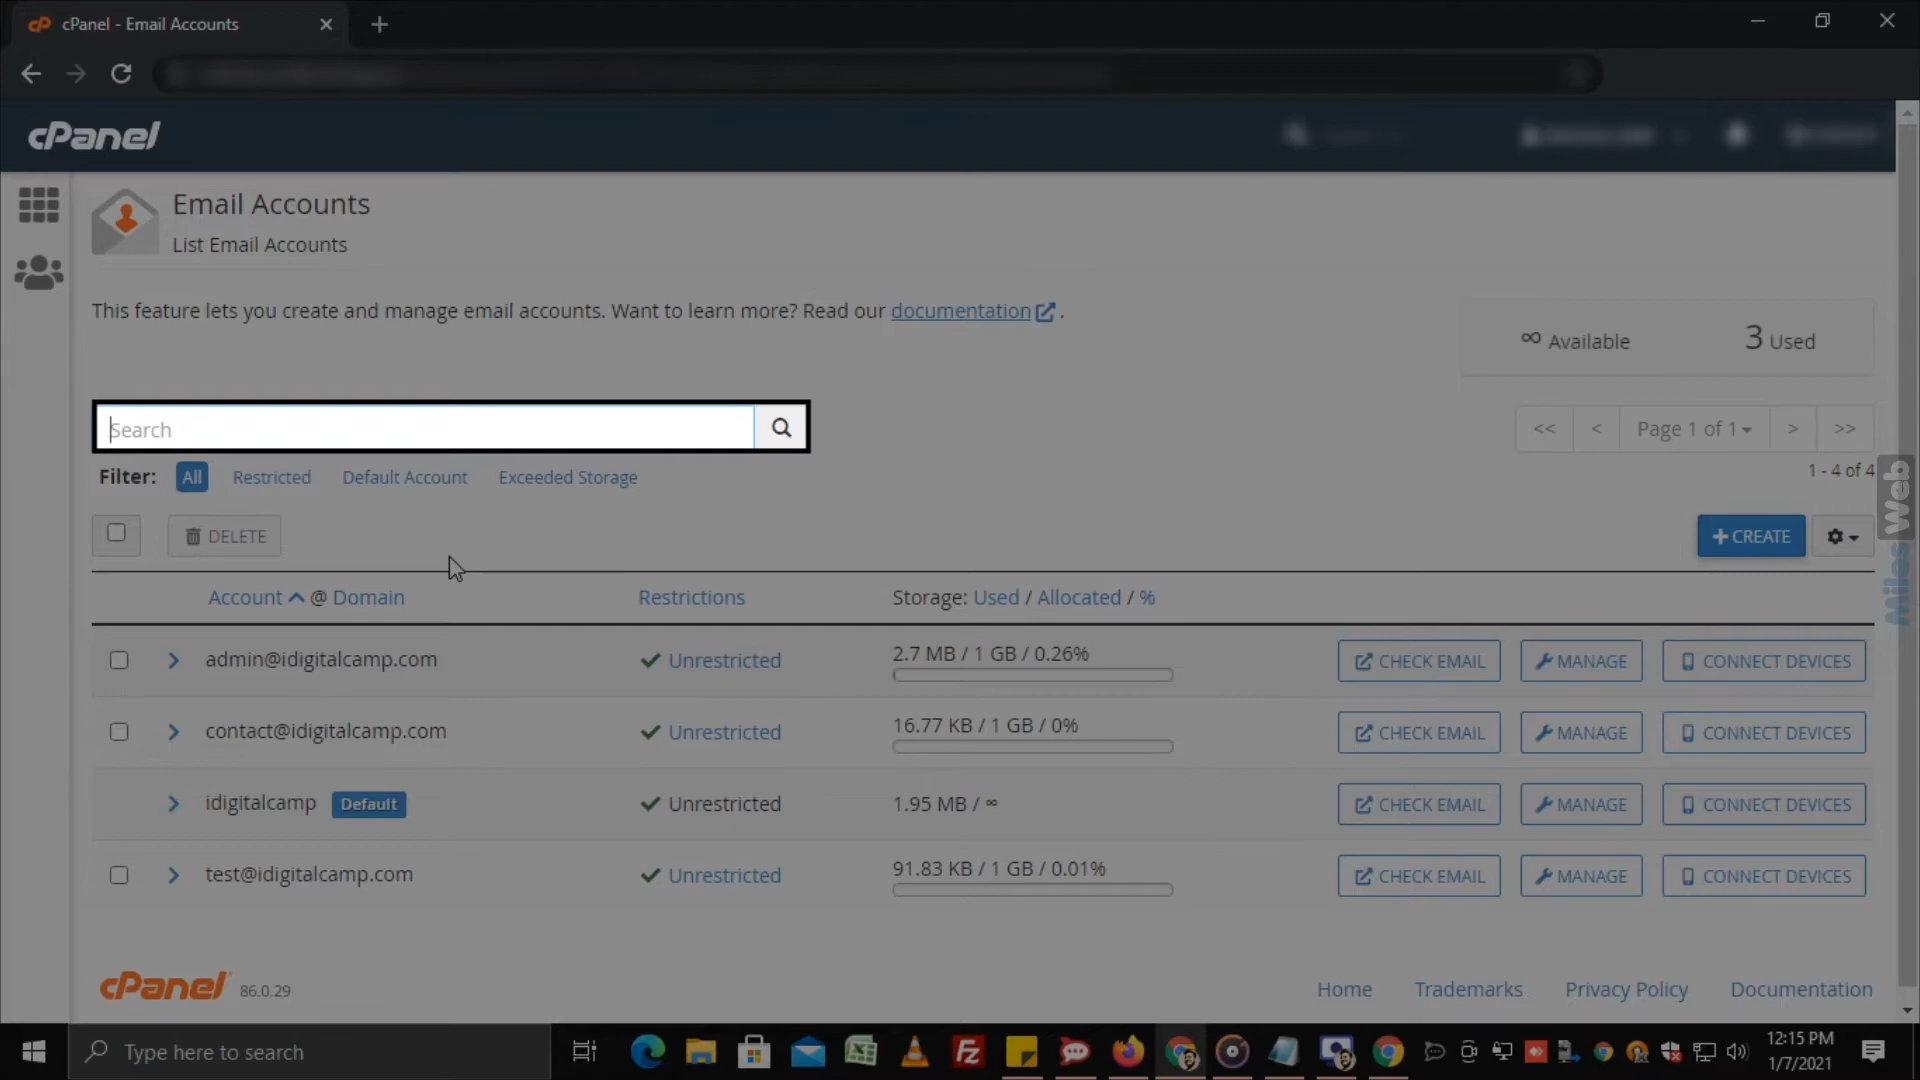 cPanel - Email Accounts
cPanel
Email Accounts
List Email Accounts
This feature lets you create and manage email accounts. Want to learn more? Read our documentation .
∞ Available 3 Used
Search
<< < Page 1 of 1 > >>
Filter: All Restricted Default Account Exceeded Storage
1 - 4 of 4
DELETE
+CREATE
Account @ Domain Restrictions Storage: Used / Allocated / %
admin@idigitalcamp.com Unrestricted 2.7 MB / 1 GB / 0.26% CHECK EMAIL MANAGE CONNECT DEVICES
contact@idigitalcamp.com Unrestricted 16.77 KB / 1 GB / 0% CHECK EMAIL MANAGE CONNECT DEVICES
idigitalcamp Default Unrestricted 1.95 MB / ∞ CHECK EMAIL MANAGE CONNECT DEVICES
test@idigitalcamp.com Unrestricted 91.83 KB / 1 GB / 0.01% CHECK EMAIL MANAGE CONNECT DEVICES
MilesWeb
cPanel 86.0.29
Home Trademarks Privacy Policy Documentation
Type here to search
Fz
12:15 PM
1/7/2021